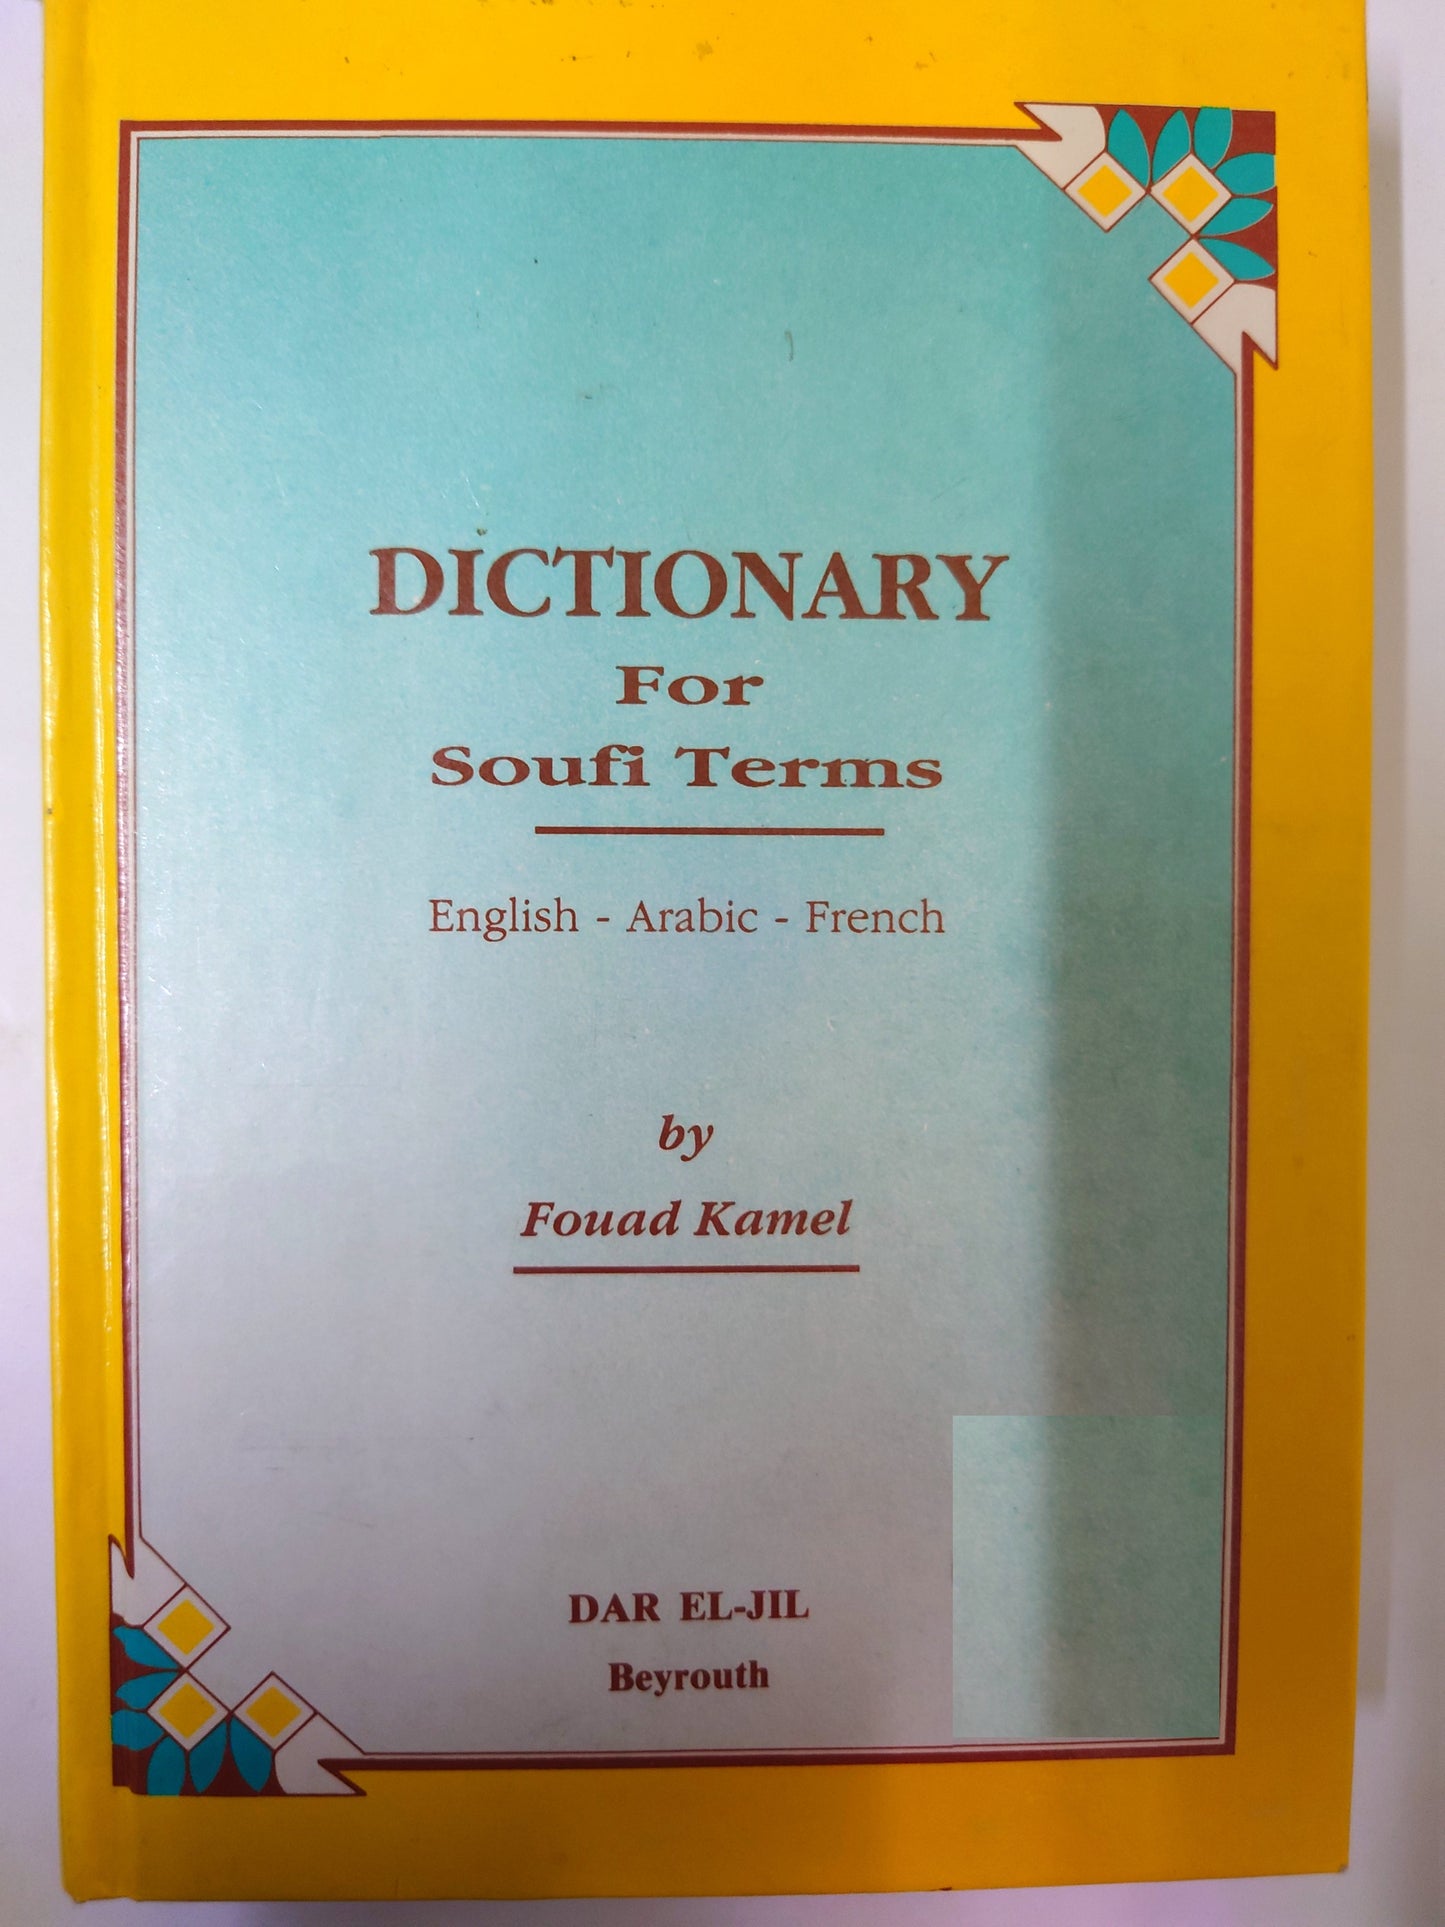 DICTIONARY
For
Soufi Terms
English - Arabic - French
by
Fouad Kamel
DAR EL-JIL
Beyrouth